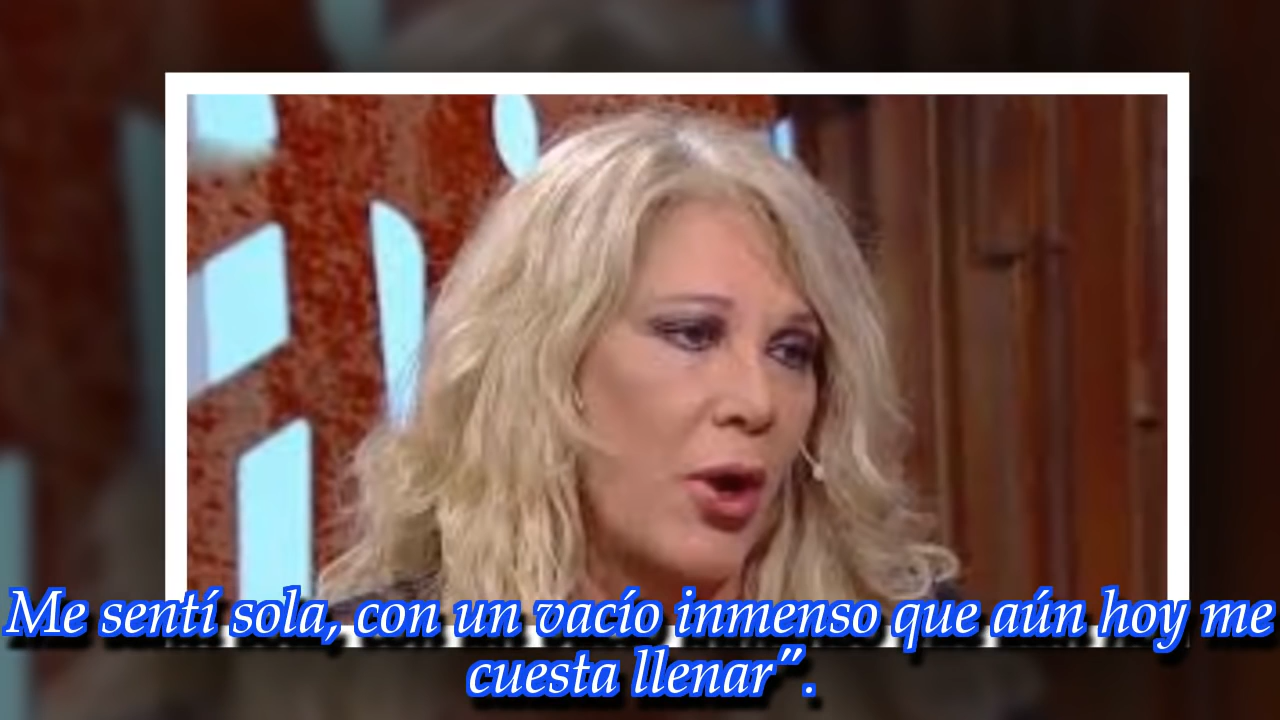 Me sentí sola, con un vacío inmenso que aún hoy me
cuesta llenar”.